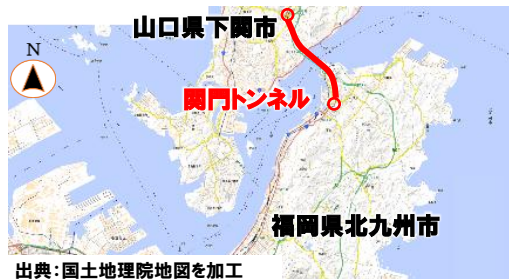 山口県下関市
N
関門トンネル
福岡県北九州市
出典：国土地理院地図を加工